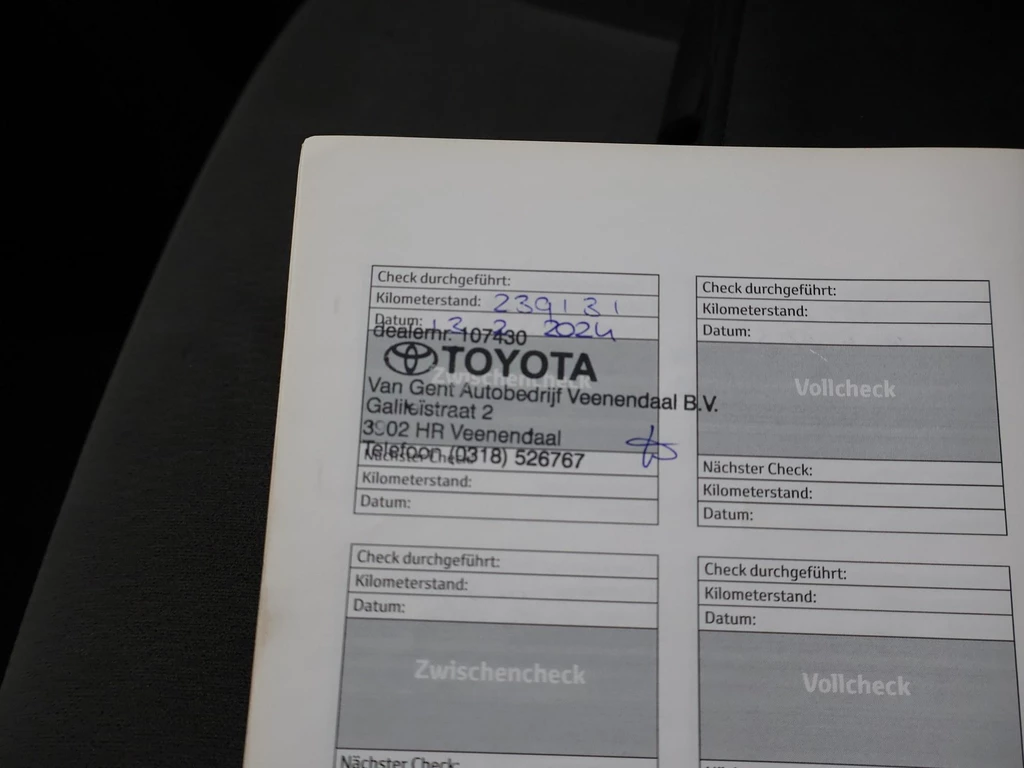 Check durchgeführt:
Kilometerstand: 239131
Datum: 13 2 2024
dealernr. 107430
TOYOTA
Zwischencheck
Van Gent Autobedrijf Veenendaal B.V.
Galileïstraat 2
3902 HR Veenendaal
Telefoon (0318) 526767
Nächster Check:
Kilometerstand:
Datum:
Check durchgeführt:
Kilometerstand:
Datum:
Vollcheck
Nächster Check:
Kilometerstand:
Datum:
Check durchgeführt:
Kilometerstand:
Datum:
Zwischencheck
Nächster Check:
Check durchgeführt:
Kilometerstand:
Datum:
Vollcheck